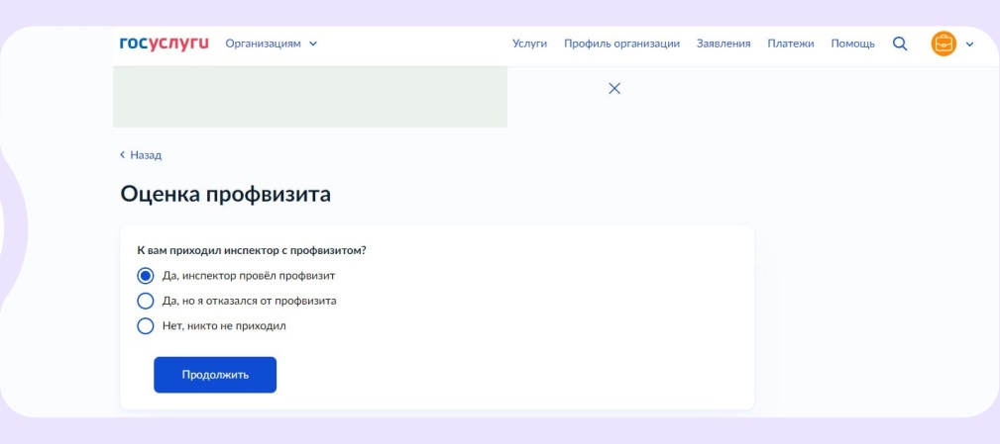 госуслуги Организациям Услуги Профиль организации Заявления Платежи Помощь
Назад
Оценка профвизита
К вам приходил инспектор с профвизитом?
Да, инспектор провёл профвизит
Да, но я отказался от профвизита
Нет, никто не приходил
Продолжить